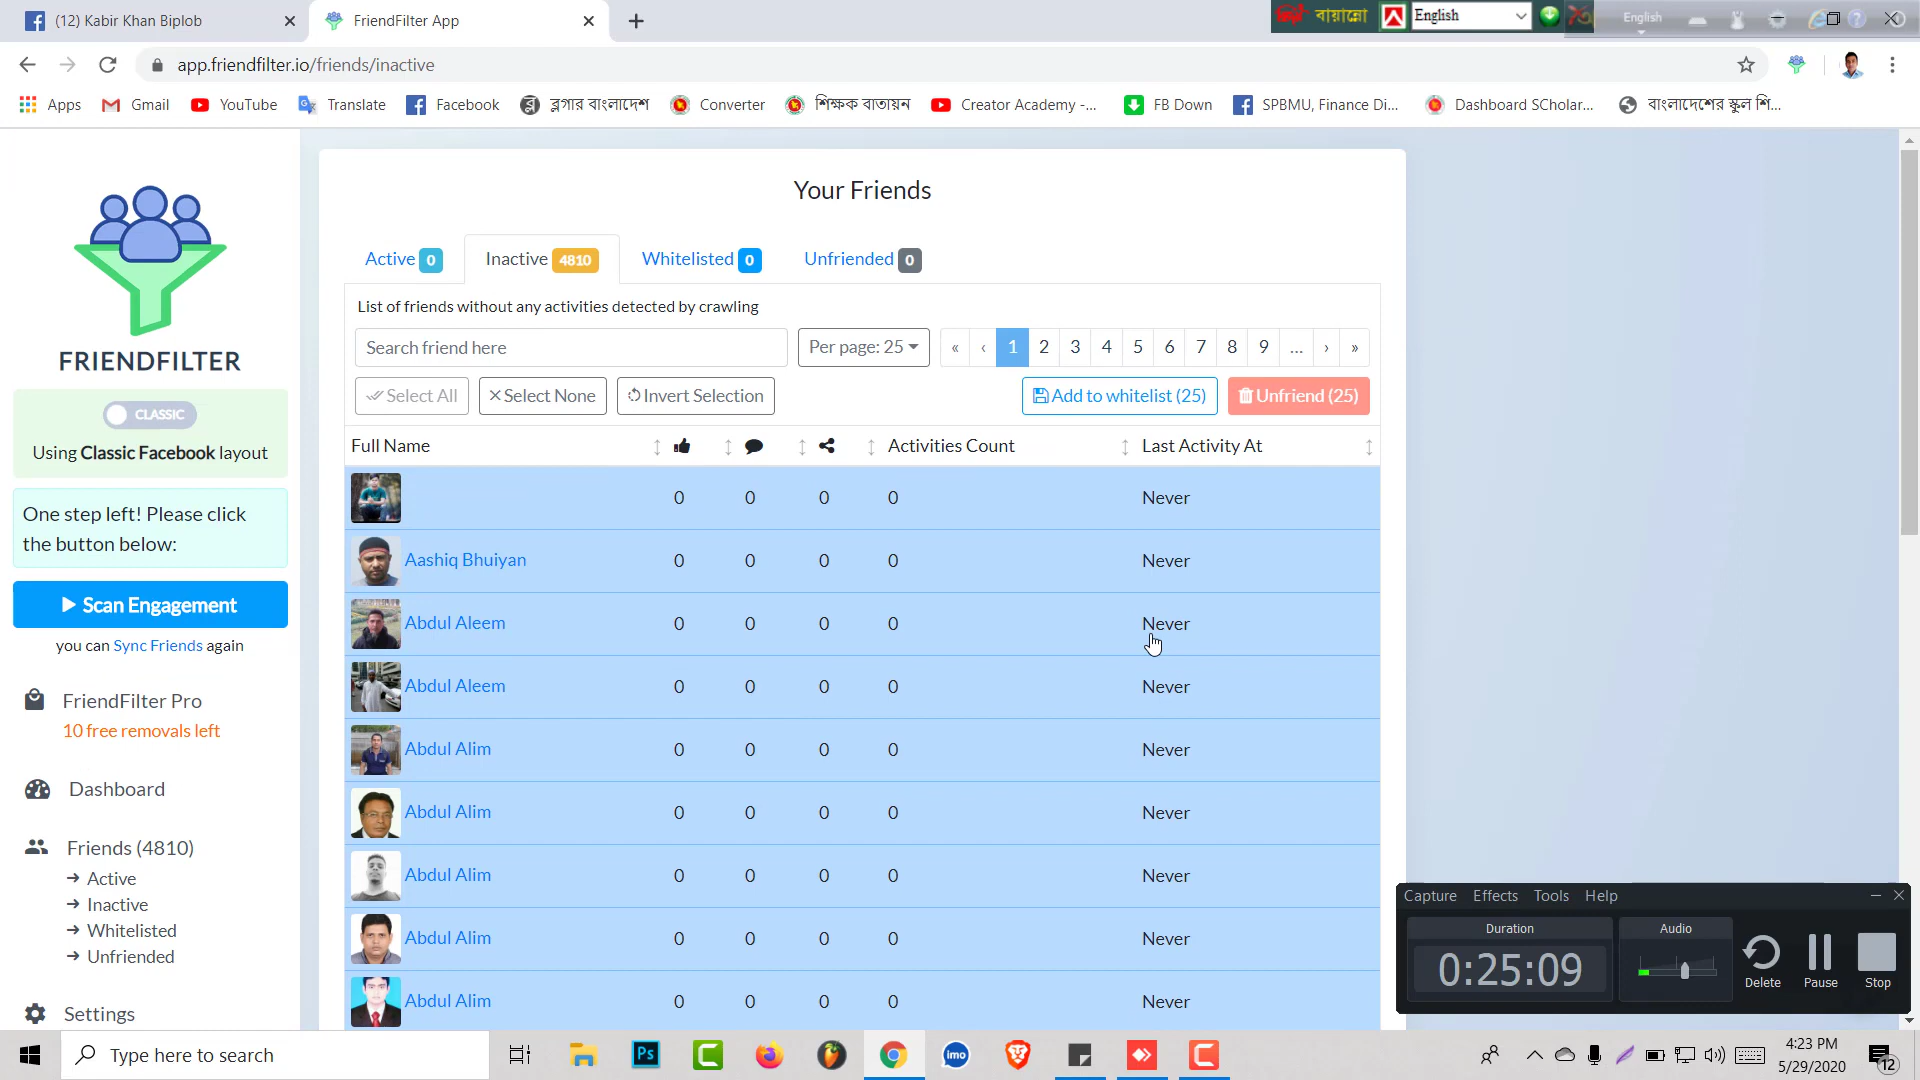 (12) Kabir Khan Biplob
FriendFilter App
বায়ান্নো
English
English
app.friendfilter.io/friends/inactive
Apps
Gmail
YouTube
Translate
Facebook
ব্লগার বাংলাদেশ
Converter
শিক্ষক বাতায়ন
Creator Academy -...
FB Down
SPBMU, Finance Di...
Dashboard SCholar...
বাংলাদেশের স্কুল শি...
FRIENDFILTER
CLASSIC
Using Classic Facebook layout
One step left! Please click
the button below:
Scan Engagement
you can Sync Friends again
FriendFilter Pro
10 free removals left
Dashboard
Friends (4810)
Active
Inactive
Whitelisted
Unfriended
Settings
Your Friends
Active 0
Inactive 4810
Whitelisted 0
Unfriended 0
List of friends without any activities detected by crawling
Search friend here
Per page: 25
« ‹ 1 2 3 4 5 6 7 8 9 ... › »
Select All
Select None
Invert Selection
Add to whitelist (25)
Unfriend (25)
Full Name Activities Count Last Activity At
0 0 0 0 Never
Aashiq Bhuiyan 0 0 0 0 Never
Abdul Aleem 0 0 0 0 Never
Abdul Aleem 0 0 0 0 Never
Abdul Alim 0 0 0 0 Never
Abdul Alim 0 0 0 0 Never
Abdul Alim 0 0 0 0 Never
Abdul Alim 0 0 0 0 Never
Abdul Alim 0 0 0 0 Never
Capture Effects Tools Help
Duration
0:25:09
Audio
Delete
Pause
Stop
Type here to search
Ps
imo
4:23 PM
5/29/2020
12